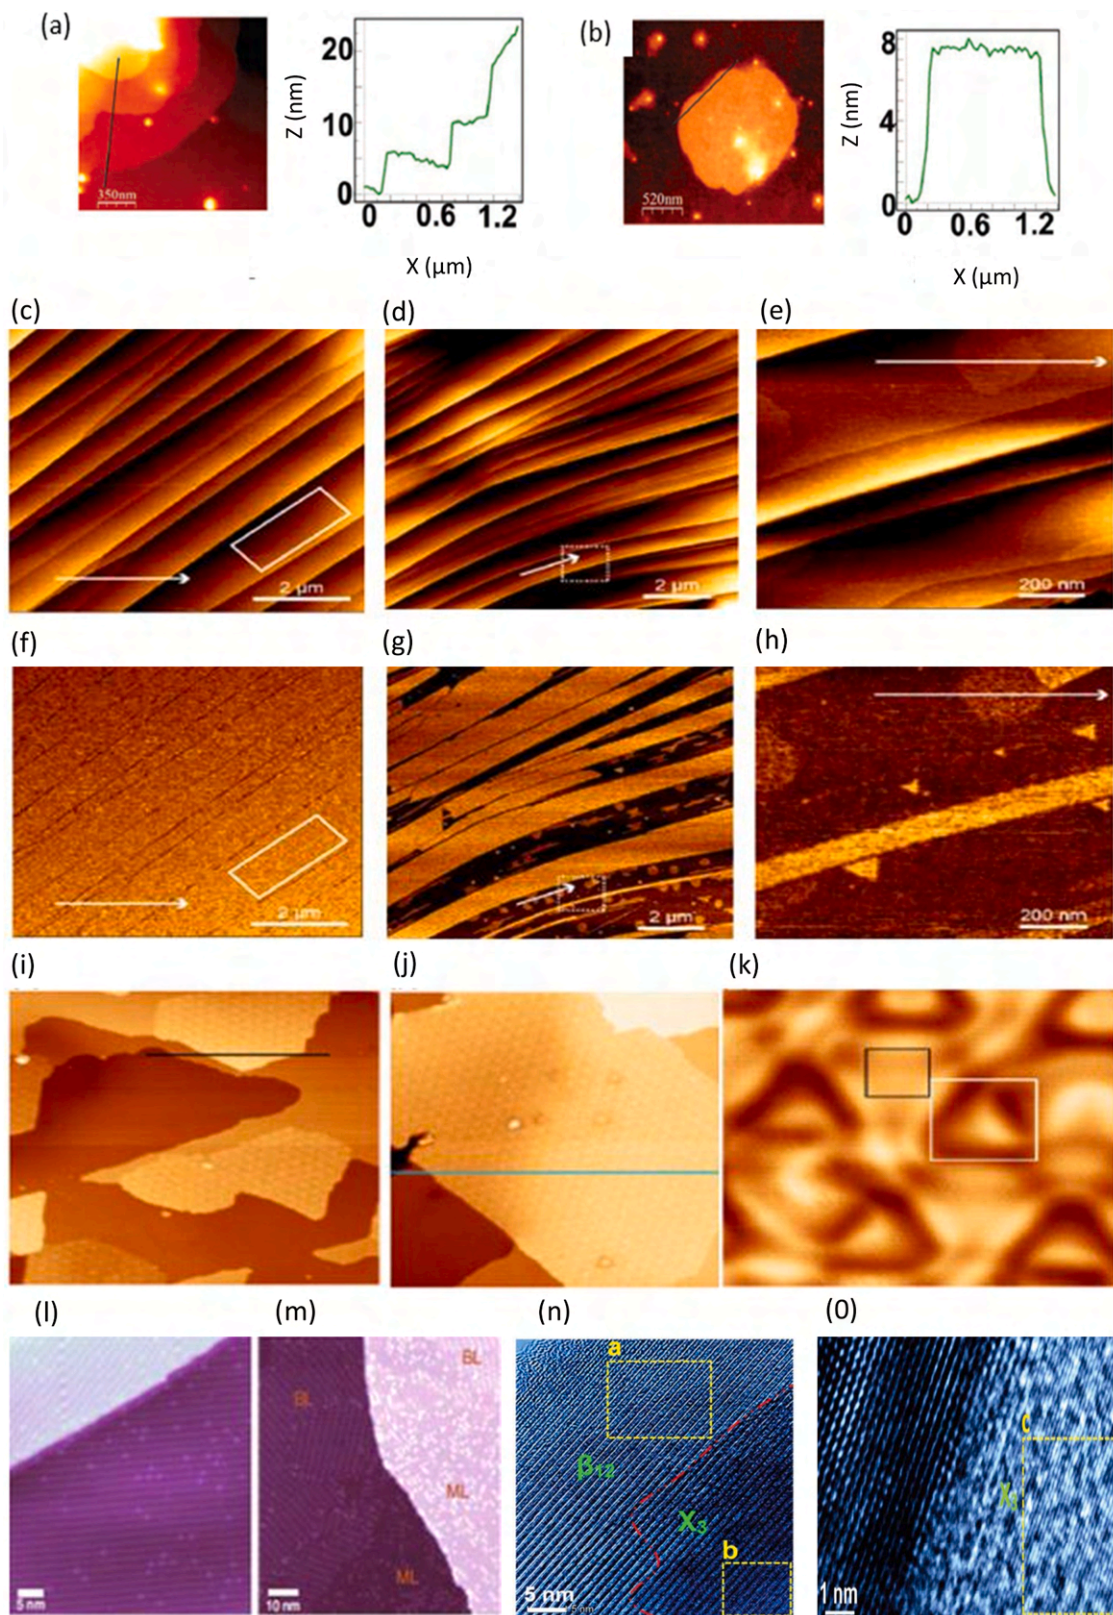 (a)
20
10
0
Z (nm)
0 0.6 1.2
X (μm)
350nm
(b)
8
4
0
Z (nm)
0 0.6 1.2
X (μm)
520nm
(c) (d) (e)
2 μm 2 μm 200 nm
(f) (g) (h)
2 μm 2 μm 200 nm
(i) (j) (k)
(l) (m) (n) (0)
5 nm
BL
BL
ML
ML
10 nm
a
β12
X3
b
5 nm
c
1 nm